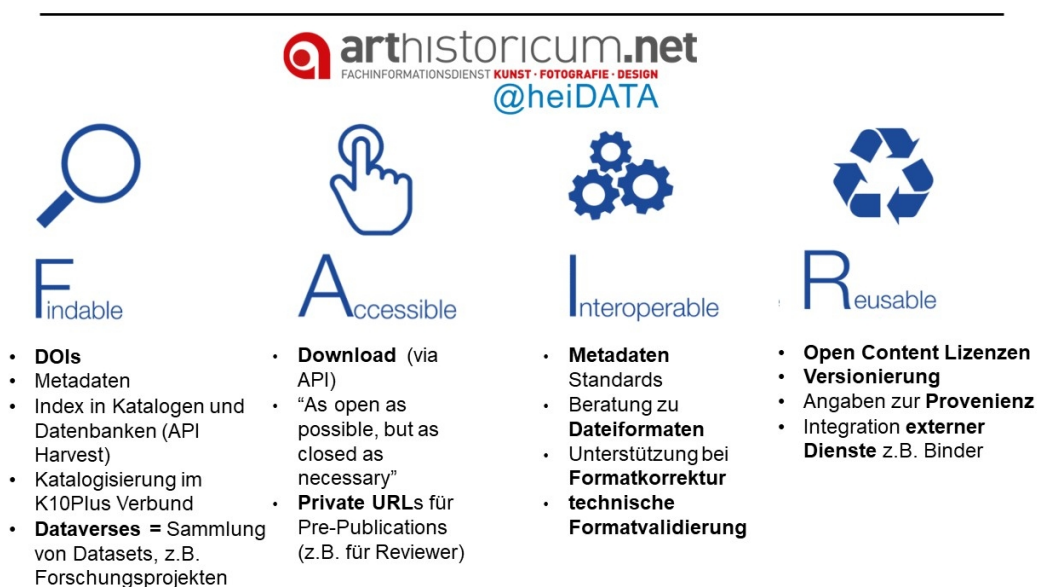 arthistoricum.net
FACHINFORMATIONSDIENST KUNST · FOTOGRAFIE · DESIGN
@heiDATA
Findable
• DOIs
• Metadaten
• Index in Katalogen und
Datenbanken (API
Harvest)
• Katalogisierung im
K10Plus Verbund
• Dataverses = Sammlung
von Datasets, z.B.
Forschungsprojekten
Accessible
• Download (via
API)
• “As open as
possible, but as
closed as
necessary”
• Private URLs für
Pre-Publications
(z.B. für Reviewer)
Interoperable
• Metadaten
Standards
• Beratung zu
Dateiformaten
• Unterstützung bei
Formatkorrektur
• technische
Formatvalidierung
Reusable
• Open Content Lizenzen
• Versionierung
• Angaben zur Provenienz
• Integration externer
Dienste z.B. Binder